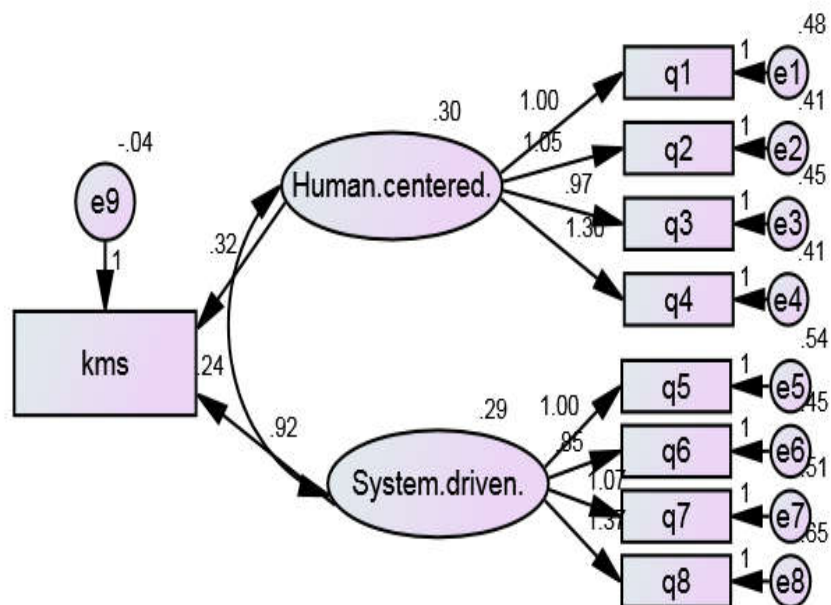 .48
1
q1
e1
.41
1.00
.30
1
q2
e2
1.05
.45
-.04
Human.centered.
.97
1
q3
e3
e9
1.30
.41
.32
1
1
q4
e4
kms
.24
.54
1
q5
e5
1.00
.29
.45
.92
.85
1
q6
e6
System.driven.
1.07
.51
1
q7
e7
1.37
.65
1
q8
e8